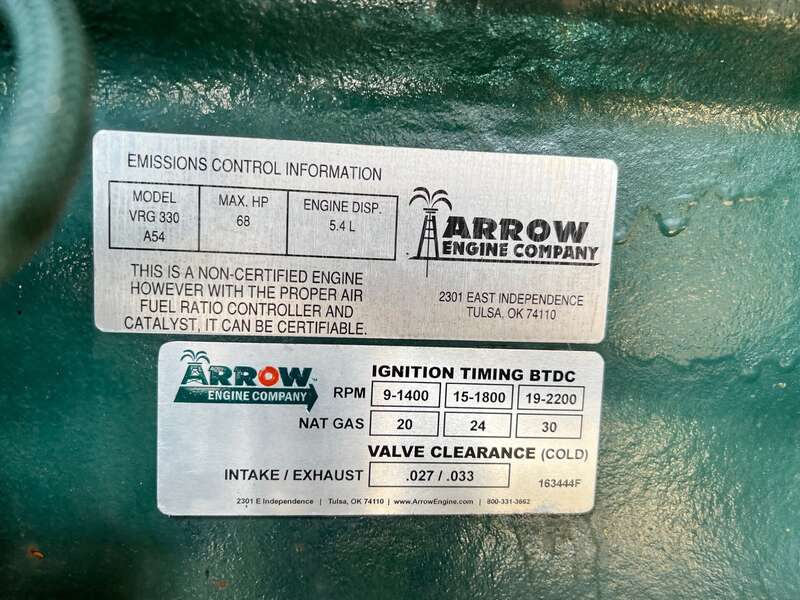 EMISSIONS CONTROL INFORMATION
MODEL
VRG 330
A54
MAX. HP
68
ENGINE DISP.
5.4 L
ARROW
ENGINE COMPANY
THIS IS A NON-CERTIFIED ENGINE
HOWEVER WITH THE PROPER AIR
FUEL RATIO CONTROLLER AND
CATALYST, IT CAN BE CERTIFIABLE.
2301 EAST INDEPENDENCE
TULSA, OK 74110
ARROW™
ENGINE COMPANY
IGNITION TIMING BTDC
RPM 9-1400 15-1800 19-2200
NAT GAS 20 24 30
VALVE CLEARANCE (COLD)
INTAKE / EXHAUST .027 / .033
163444F
2301 E Independence | Tulsa, OK 74110 | www.ArrowEngine.com | 800-331-3662